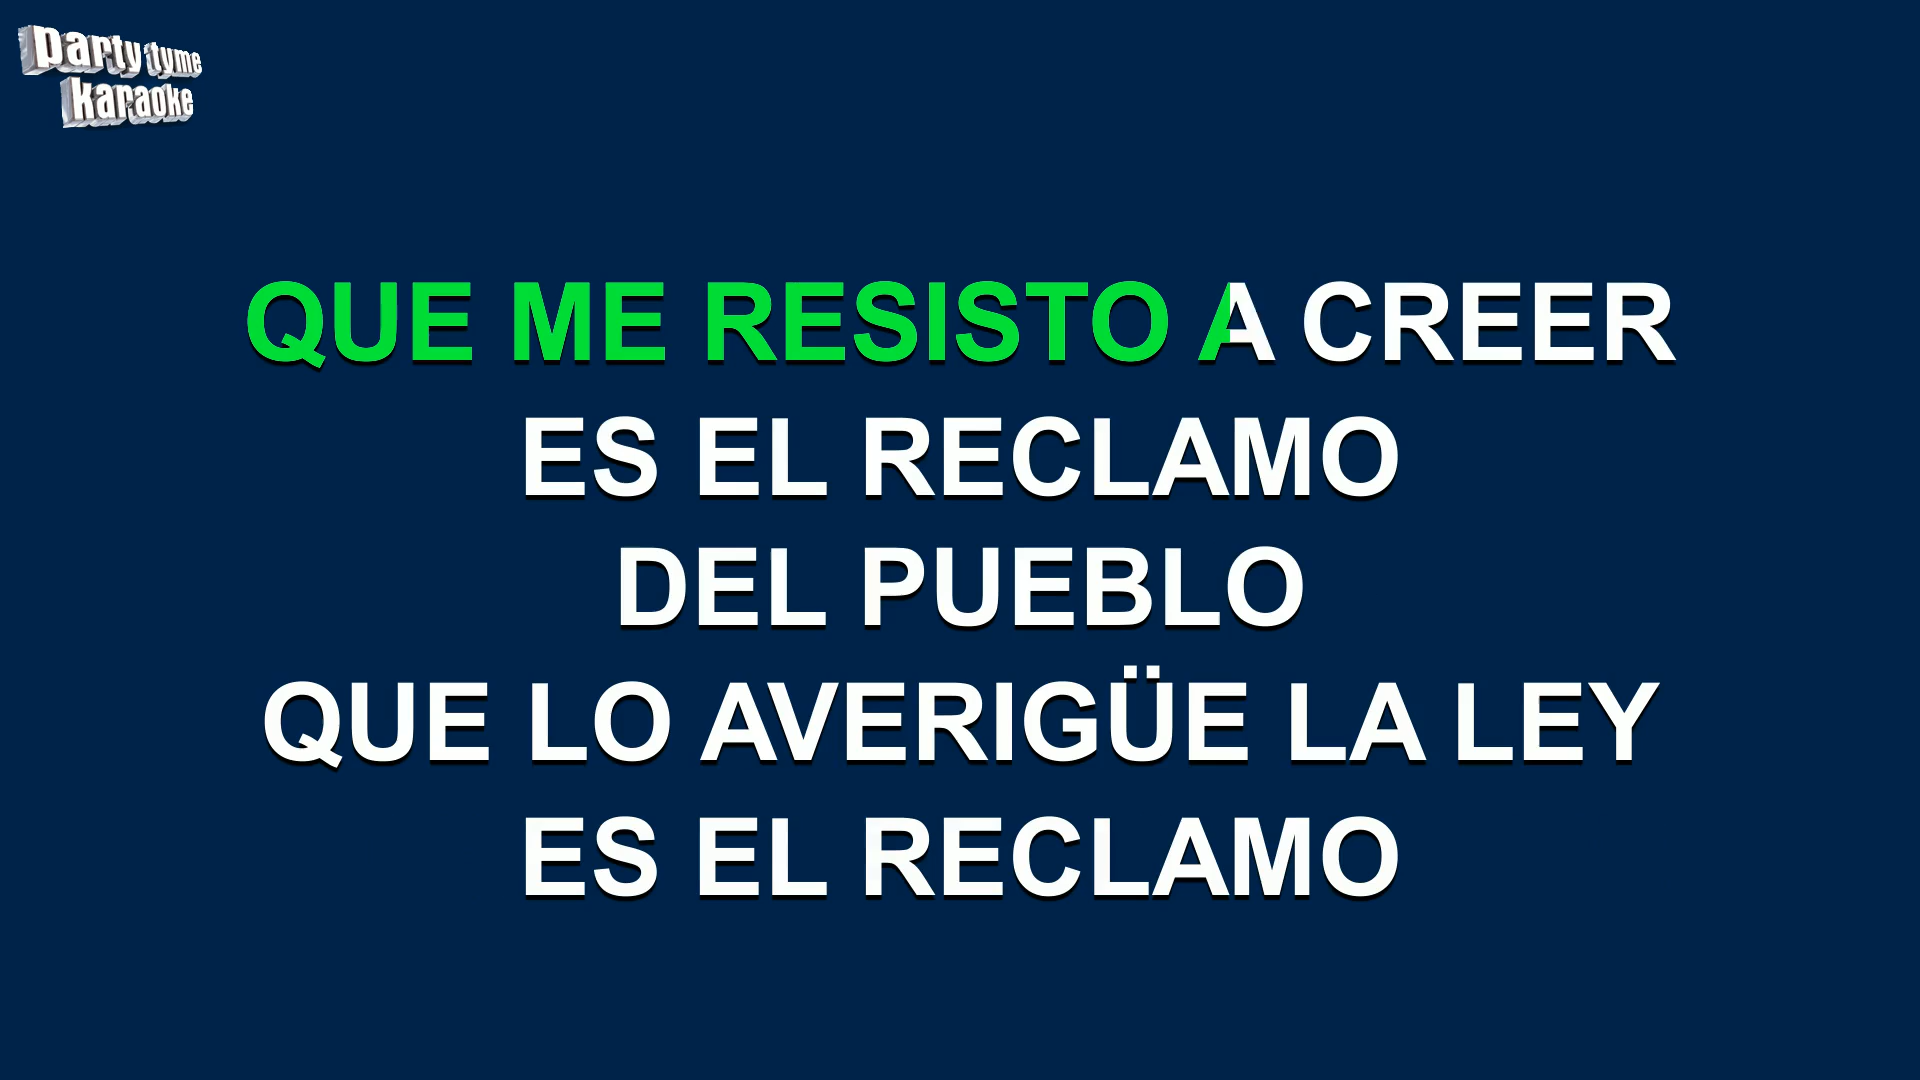 party tyme
karaoke
QUE ME RESISTO A CREER
ES EL RECLAMO
DEL PUEBLO
QUE LO AVERIGÜE LA LEY
ES EL RECLAMO